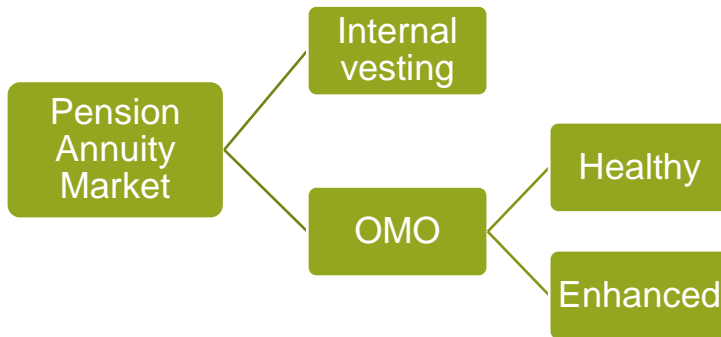 Pension
Annuity
Market
Internal
vesting
OMO
Healthy
Enhanced